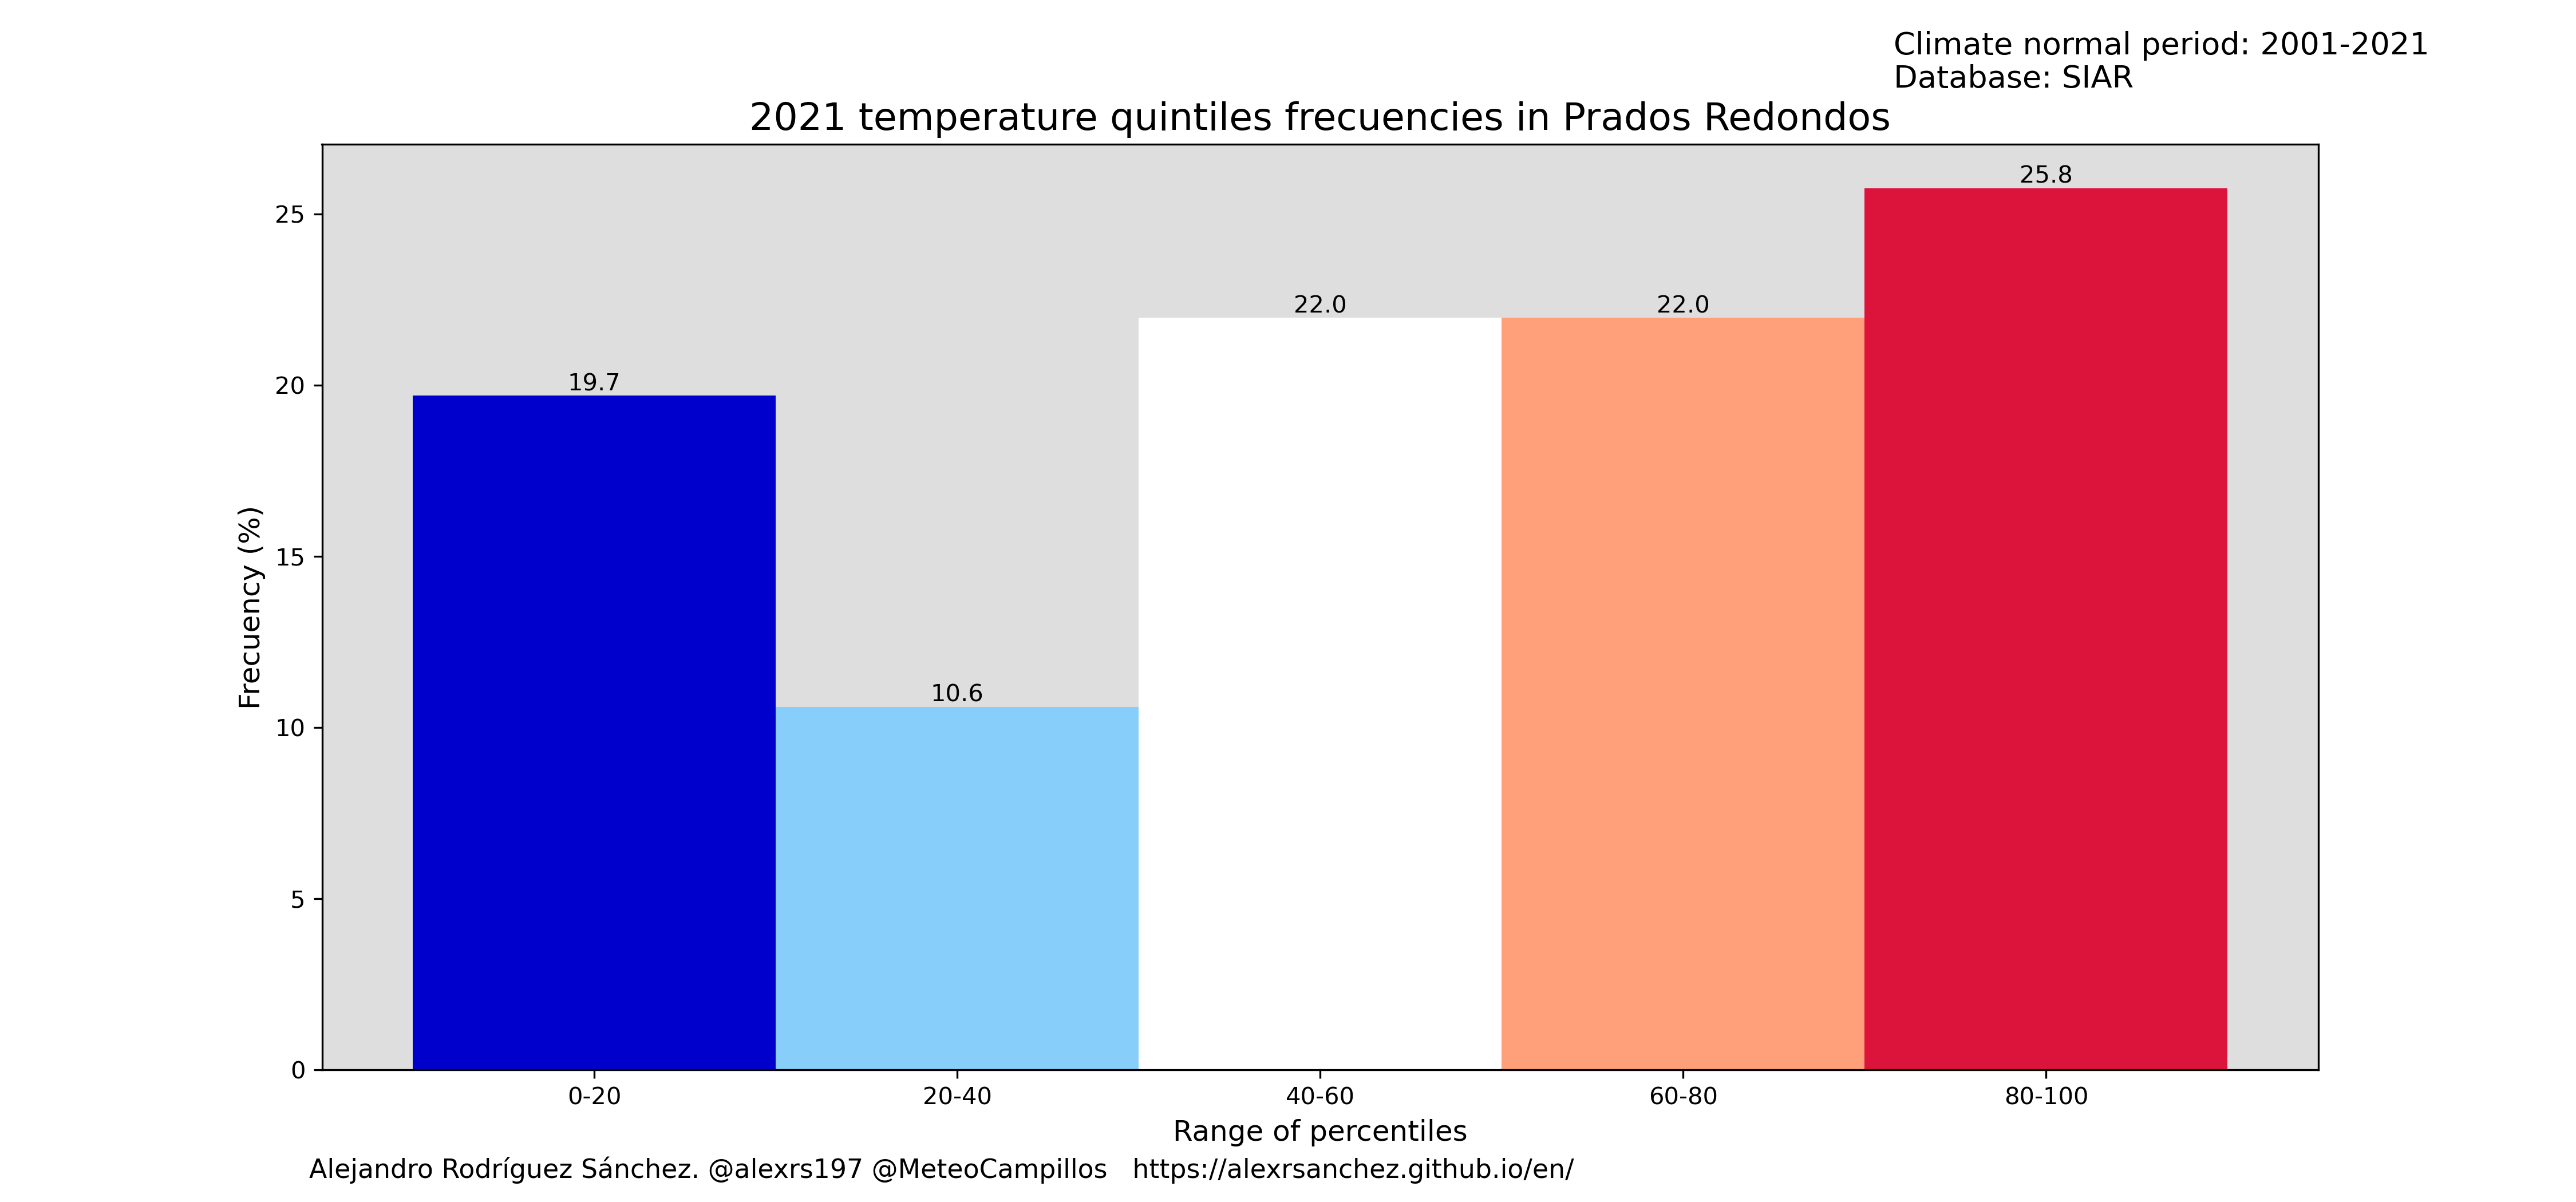 Climate normal period: 2001-2021
Database: SIAR
2021 temperature quintiles frecuencies in Prados Redondos
25.8
25
22.0
22.0
20
19.7
Frecuency (%)
15
10.6
10
5
0
0-20
20-40
40-60
60-80
80-100
Range of percentiles
Alejandro Rodríguez Sánchez. @alexrs197 @MeteoCampillos https://alexrsanchez.github.io/en/